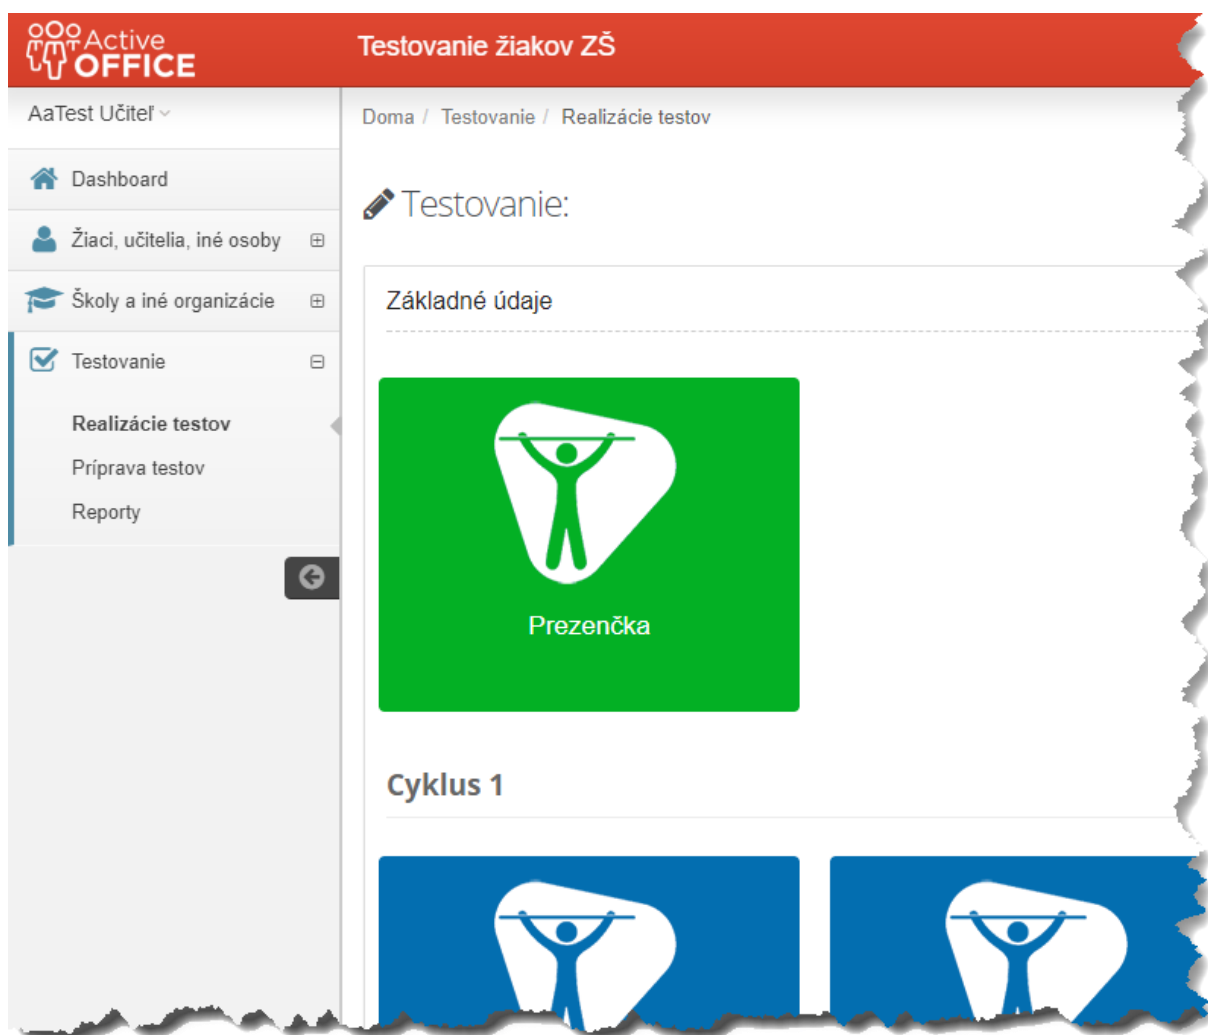 Active
OFFICE
Testovanie žiakov ZŠ
AaTest Učiteľ
Doma / Testovanie / Realizácie testov
Dashboard
Žiaci, učitelia, iné osoby
Školy a iné organizácie
Testovanie
Realizácie testov
Príprava testov
Reporty
Testovanie:
Základné údaje
Prezenčka
Cyklus 1